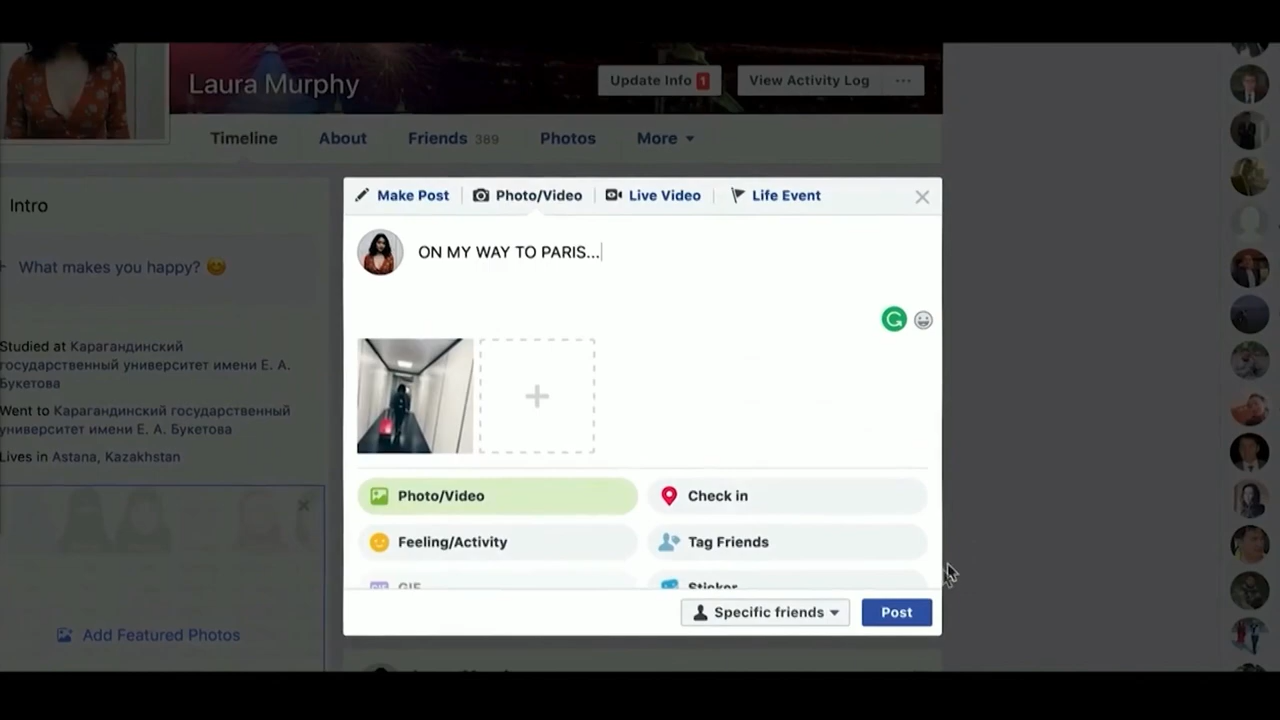 Laura Murphy
Update Info 1
View Activity Log ...
Timeline
About
Friends 389
Photos
More
Intro
What makes you happy?
Studied at Карагандинский
государственный университет имени Е. А.
Букетова
Went to Карагандинский государственный
университет имени Е. А. Букетова
Lives in Astana, Kazakhstan
Add Featured Photos
Make Post
Photo/Video
Live Video
Life Event
ON MY WAY TO PARIS...
Photo/Video
Check in
Feeling/Activity
Tag Friends
GIF
Sticker
Specific friends
Post